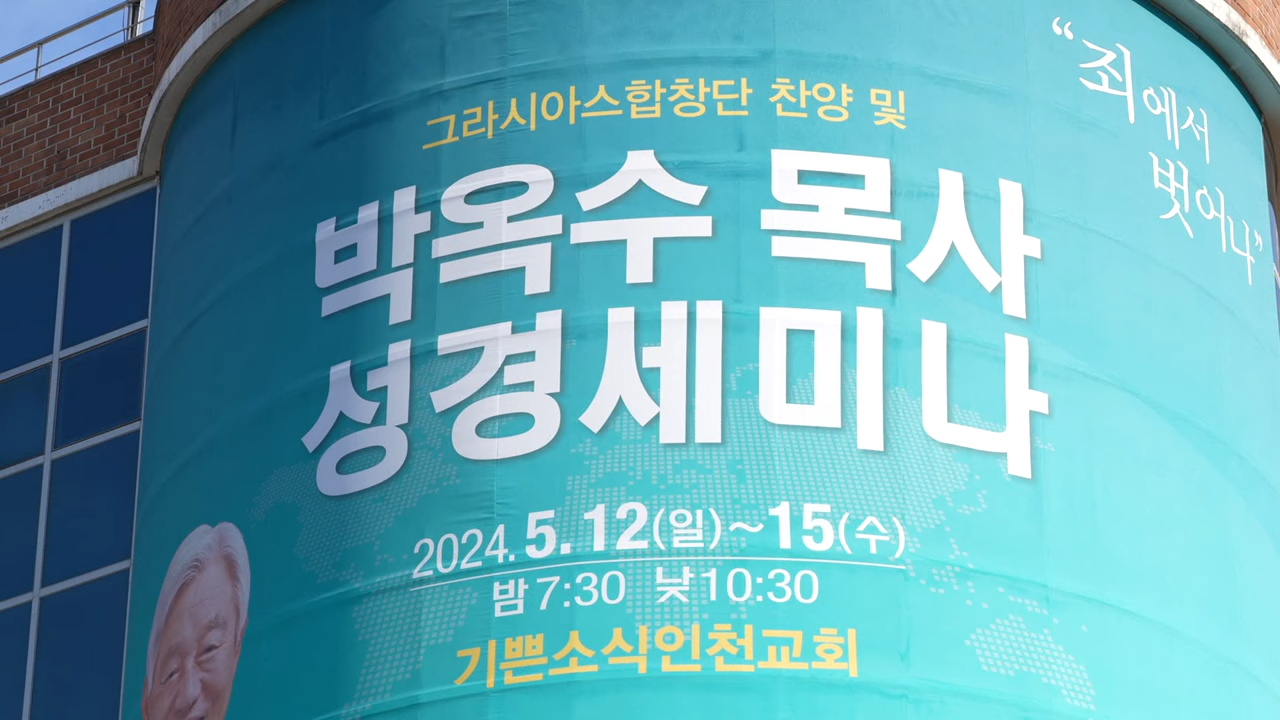 “죄에서
벗어나”
그라시아스합창단 찬양 및
박옥수 목사
성경세미나
2024. 5. 12(일)~15(수)
밤 7:30 낮 10:30
기쁜소식인천교회